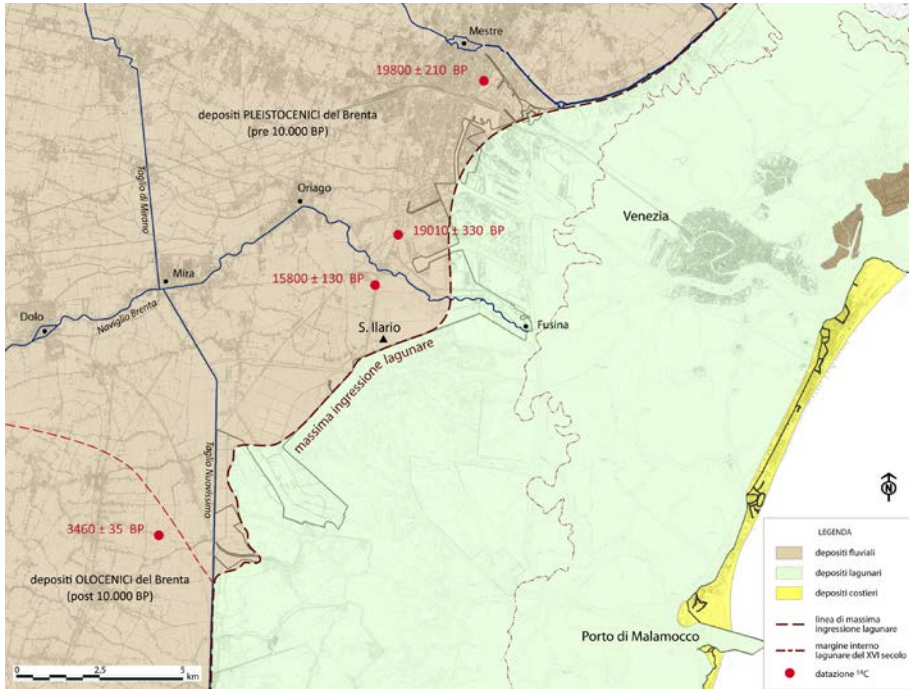 Mestre
19800 ± 210 BP
depositi PLEISTOCENICI del Brenta
(pre 10.000 BP)
Taglio di Mirano
Oriago
Venezia
19010 ± 330 BP
Mira
15800 ± 130 BP
Dolo
Naviglio Brenta
S. Ilario
Fusina
massima ingressione lagunare
Taglio Nuovissimo
3460 ± 35 BP
depositi OLOCENICI del Brenta
(post 10.000 BP)
Porto di Malamocco
0 2,5 5
km
N
LEGENDA
depositi fluviali
depositi lagunari
depositi costieri
linea di massima
ingressione lagunare
margine interno
lagunare del XVI secolo
datazione ¹⁴C